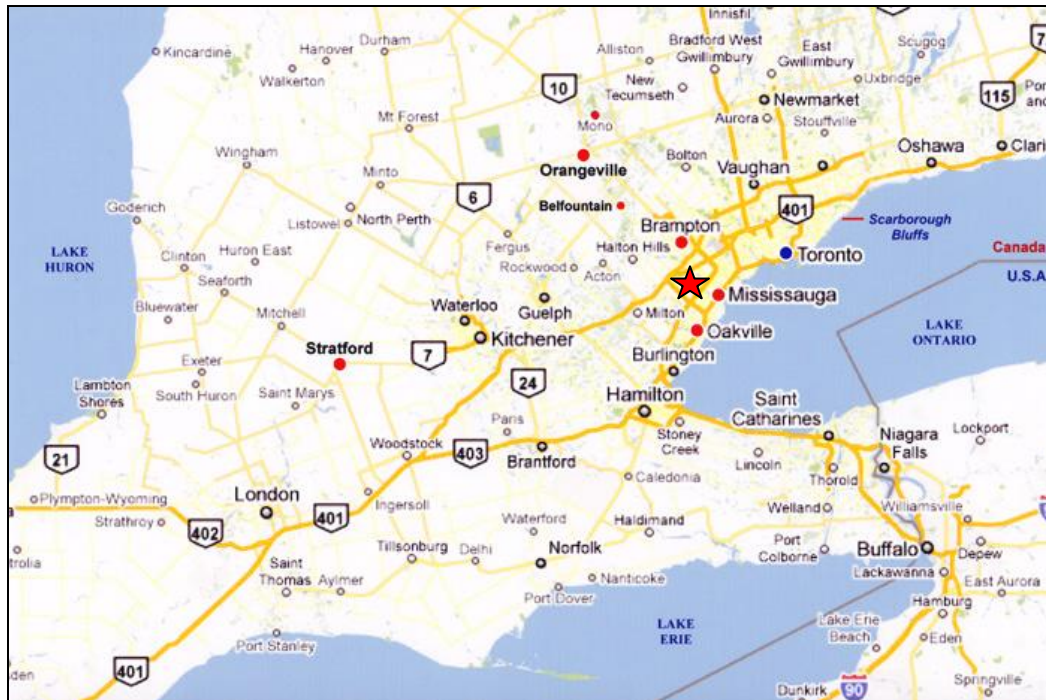 Innisfil
Kincardine
Hanover
Durham
Walkerton
Alliston
Bradford West
Gwillimbury
East
Gwillimbury
Scugog
Uxbridge
7
10
New
Tecumseth
Newmarket
115
Aurora
Stouffville
Mono
Mt Forest
Orangeville
Bolton
Vaughan
Oshawa
Wingham
Minto
6
Belfountain
401
Goderich
Listowel
North Perth
Brampton
Scarborough
Bluffs
LAKE
HURON
Clinton
Huron East
Fergus
Halton Hills
Rockwood
Acton
Toronto
Canada
U.S.A
Seaforth
Bluewater
Mitchell
Waterloo
Guelph
Milton
Mississauga
Kitchener
Oakville
LAKE
ONTARIO
Stratford
7
Burlington
Exeter
South Huron
24
Lambton
Shores
Saint Marys
Hamilton
Saint
Catharines
Paris
Stoney
Creek
Niagara
Falls
Lockport
Woodstock
403
Brantford
Lincoln
Thorold
21
Caledonia
Plympton-Wyoming
London
Ingersoll
Williamsville
Strathroy
402
401
Waterford
Haldimand
Welland
Tillsonburg
Delhi
Norfolk
Port
Colborne
Buffalo
Depew
Saint
Thomas
Aylmer
Nanticoke
Port Dover
Lackawanna
East Aurora
Port Stanley
LAKE
ERIE
Hamburg
Lake Erie
Beach
Eden
401
90
Dunkirk
Springville